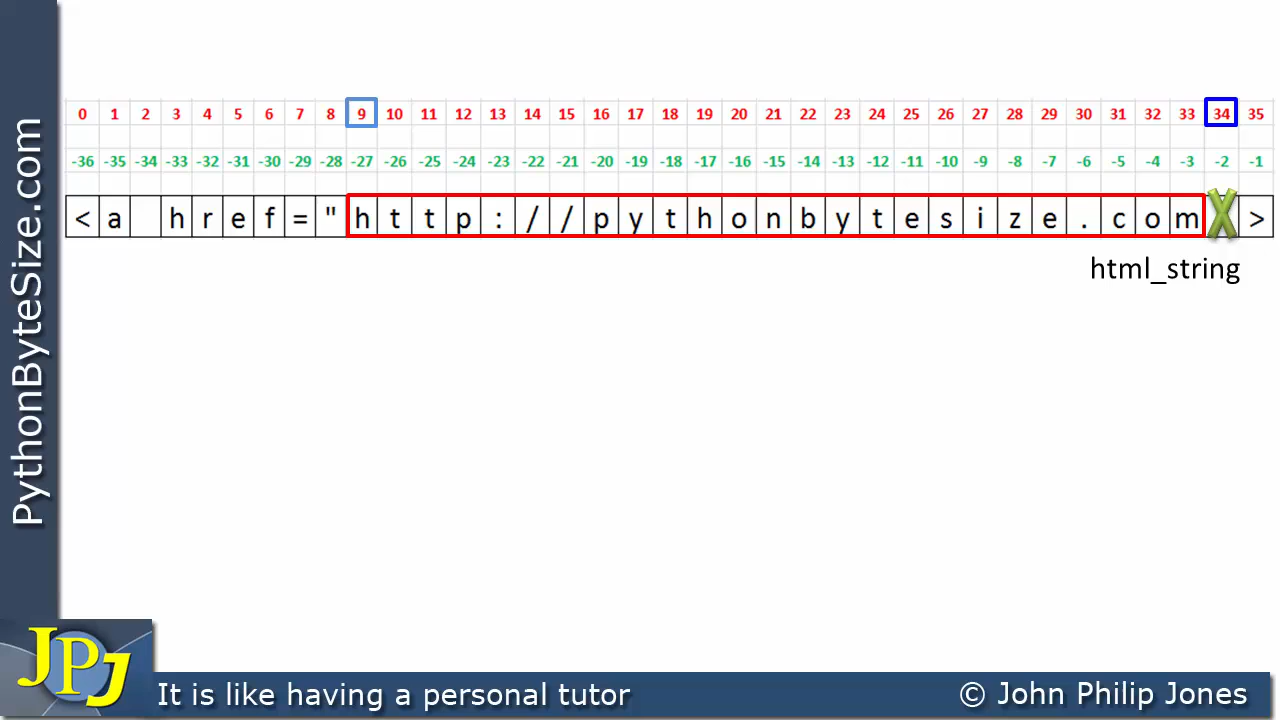 PythonByteSize.com
0 1 2 3 4 5 6 7 8 9 10 11 12 13 14 15 16 17 18 19 20 21 22 23 24 25 26 27 28 29 30 31 32 33 34 35
-36 -35 -34 -33 -32 -31 -30 -29 -28 -27 -26 -25 -24 -23 -22 -21 -20 -19 -18 -17 -16 -15 -14 -13 -12 -11 -10 -9 -8 -7 -6 -5 -4 -3 -2 -1
< a   h r e f = " h t t p : / / p y t h o n b y t e s i z e . c o m X >
html_string
JPJ
It is like having a personal tutor
© John Philip Jones